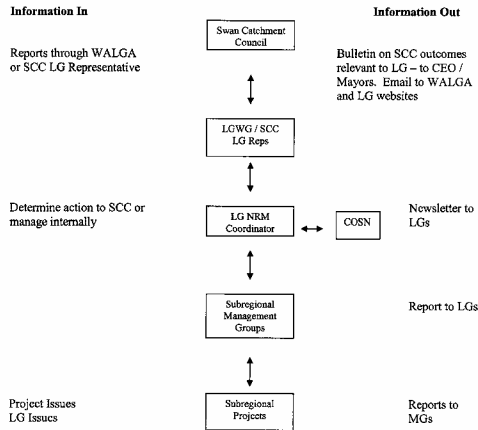 Information In
Information Out
Swan Catchment
Council
Reports through WALGA
or SCC LG Representative
Bulletin on SCC outcomes
relevant to LG – to CEO /
Mayors. Email to WALGA
and LG websites
LGWG / SCC
LG Reps
Determine action to SCC or
manage internally
LG NRM
Coordinator
COSN
Newsletter to
LGs
Subregional
Management
Groups
Report to LGs
Project Issues
LG Issues
Subregional
Projects
Reports to
MGs